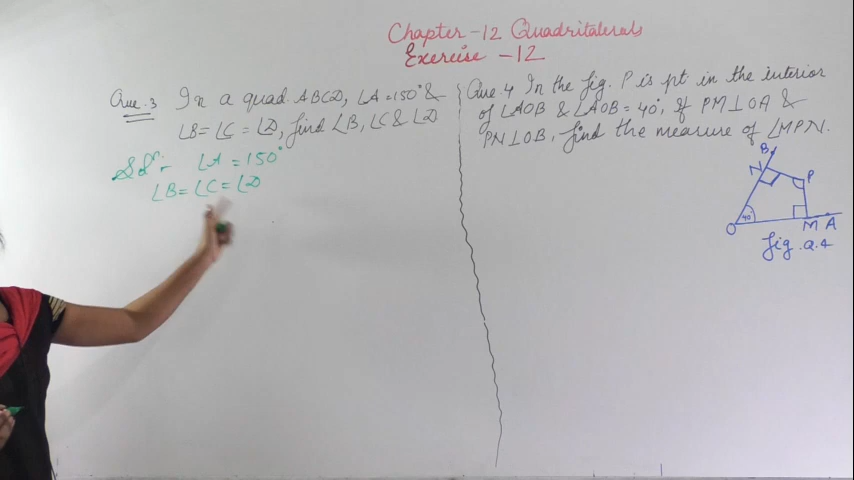 Chapter-12 Quadritalerals
Exercise -12
Que.3 In a quad. ABCD, ∠A=150° &
∠B=∠C=∠D, find ∠B, ∠C & ∠D
Solⁿ:- ∠A = 150°
∠B=∠C=∠D
Que.4 In the fig. P is pt in the interior
of ∠AOB & ∠AOB = 40°, If PM⊥OA &
PN⊥OB, find the measure of ∠MPN.
B
N
P
40°
O
M A
fig. Q.4